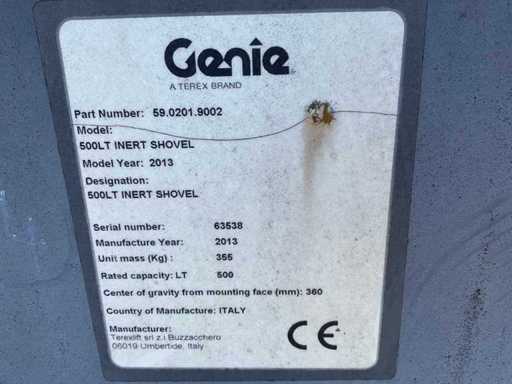 Genie
A TEREX BRAND
Part Number: 59.0201.9002
Model:
500LT INERT SHOVEL
Model Year: 2013
Designation:
500LT INERT SHOVEL
Serial number: 63538
Manufacture Year: 2013
Unit mass (Kg) : 355
Rated capacity: LT 500
Center of gravity from mounting face (mm): 360
Country of Manufacture: ITALY
Manufacturer:
Terexlift srl z.i Buzzacchero
06019 Umbertide, Italy
CE